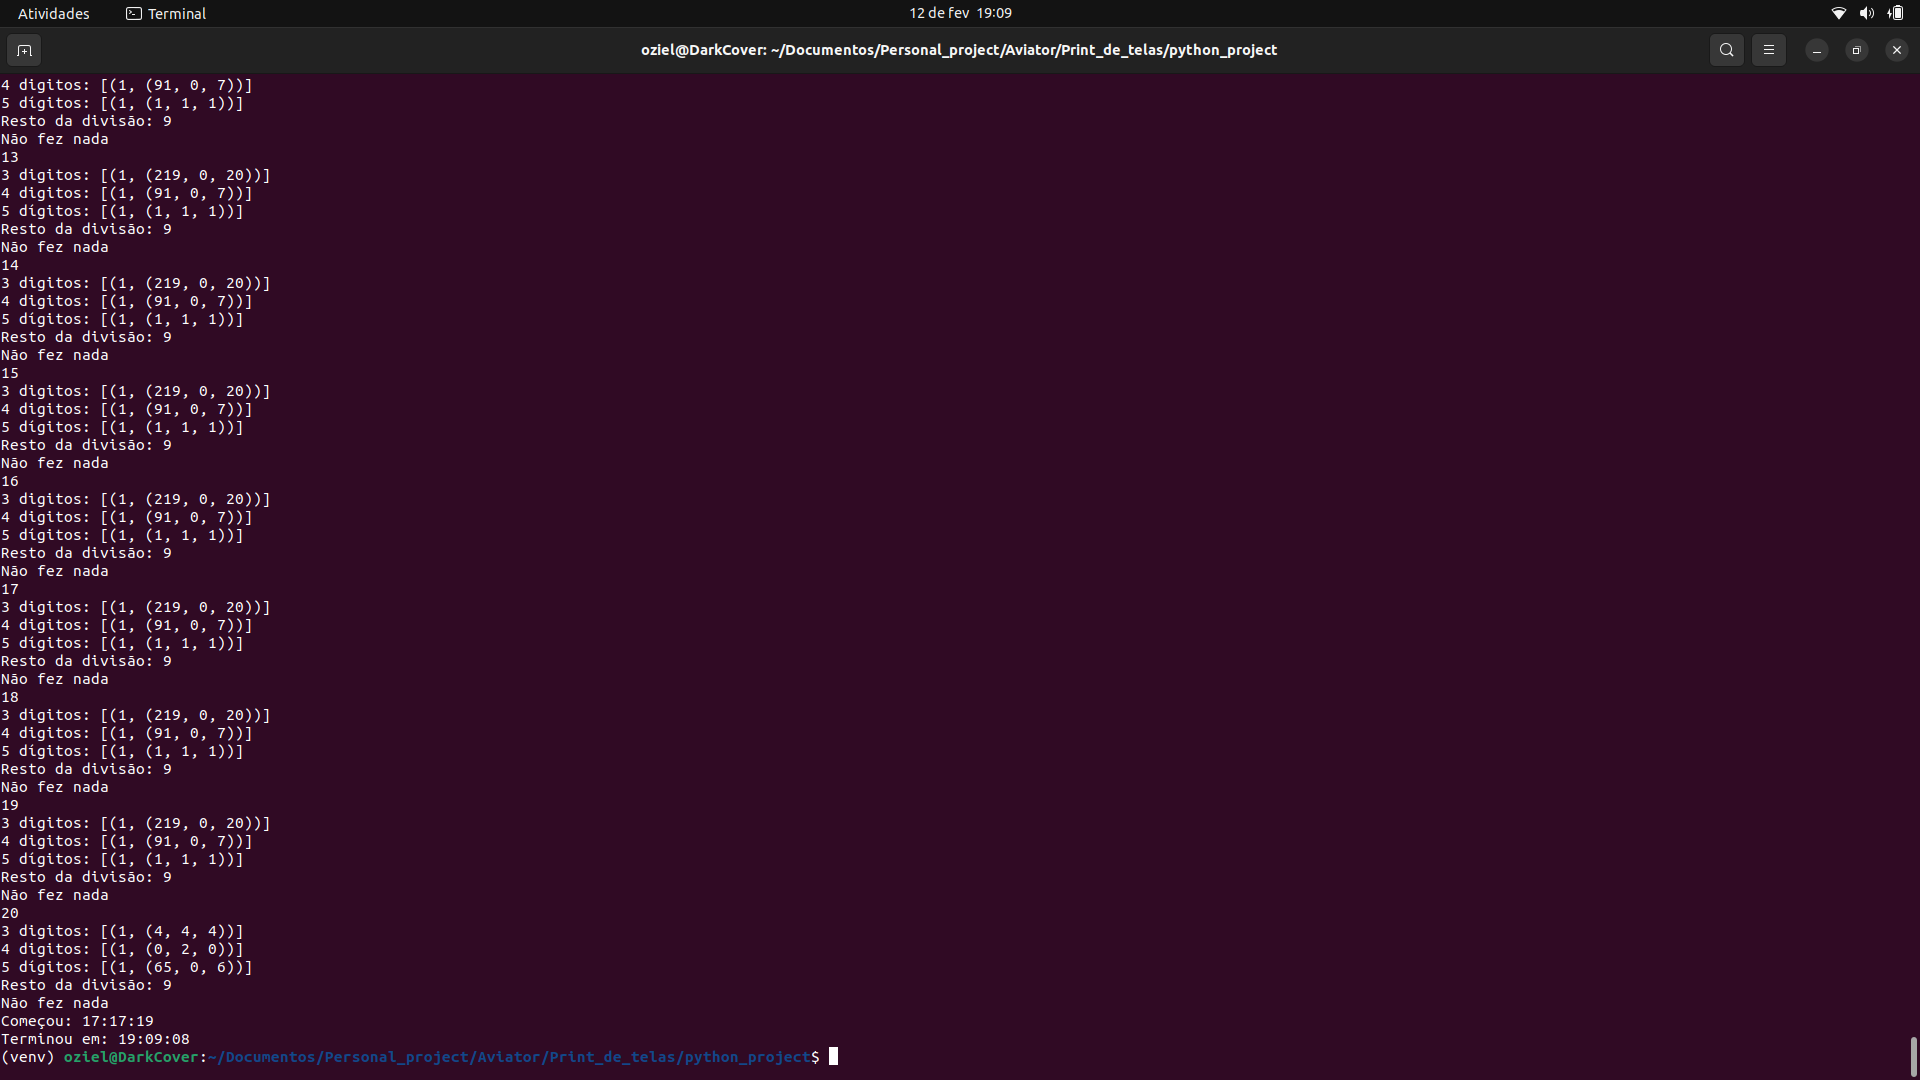 Atividades
Terminal
12 de fev 19:09
oziel@DarkCover: ~/Documentos/Personal_project/Aviator/Print_de_telas/python_project
4 digitos: [(1, (91, 0, 7))]
5 dígitos: [(1, (1, 1, 1))]
Resto da divisão: 9
Não fez nada
13
3 digitos: [(1, (219, 0, 20))]
4 digitos: [(1, (91, 0, 7))]
5 dígitos: [(1, (1, 1, 1))]
Resto da divisão: 9
Não fez nada
14
3 digitos: [(1, (219, 0, 20))]
4 digitos: [(1, (91, 0, 7))]
5 dígitos: [(1, (1, 1, 1))]
Resto da divisão: 9
Não fez nada
15
3 digitos: [(1, (219, 0, 20))]
4 digitos: [(1, (91, 0, 7))]
5 dígitos: [(1, (1, 1, 1))]
Resto da divisão: 9
Não fez nada
16
3 digitos: [(1, (219, 0, 20))]
4 digitos: [(1, (91, 0, 7))]
5 dígitos: [(1, (1, 1, 1))]
Resto da divisão: 9
Não fez nada
17
3 digitos: [(1, (219, 0, 20))]
4 digitos: [(1, (91, 0, 7))]
5 dígitos: [(1, (1, 1, 1))]
Resto da divisão: 9
Não fez nada
18
3 digitos: [(1, (219, 0, 20))]
4 digitos: [(1, (91, 0, 7))]
5 dígitos: [(1, (1, 1, 1))]
Resto da divisão: 9
Não fez nada
19
3 digitos: [(1, (219, 0, 20))]
4 digitos: [(1, (91, 0, 7))]
5 dígitos: [(1, (1, 1, 1))]
Resto da divisão: 9
Não fez nada
20
3 digitos: [(1, (4, 4, 4))]
4 digitos: [(1, (0, 2, 0))]
5 dígitos: [(1, (65, 0, 6))]
Resto da divisão: 9
Não fez nada
Começou: 17:17:19
Terminou em: 19:09:08
(venv) oziel@DarkCover:~/Documentos/Personal_project/Aviator/Print_de_telas/python_project$